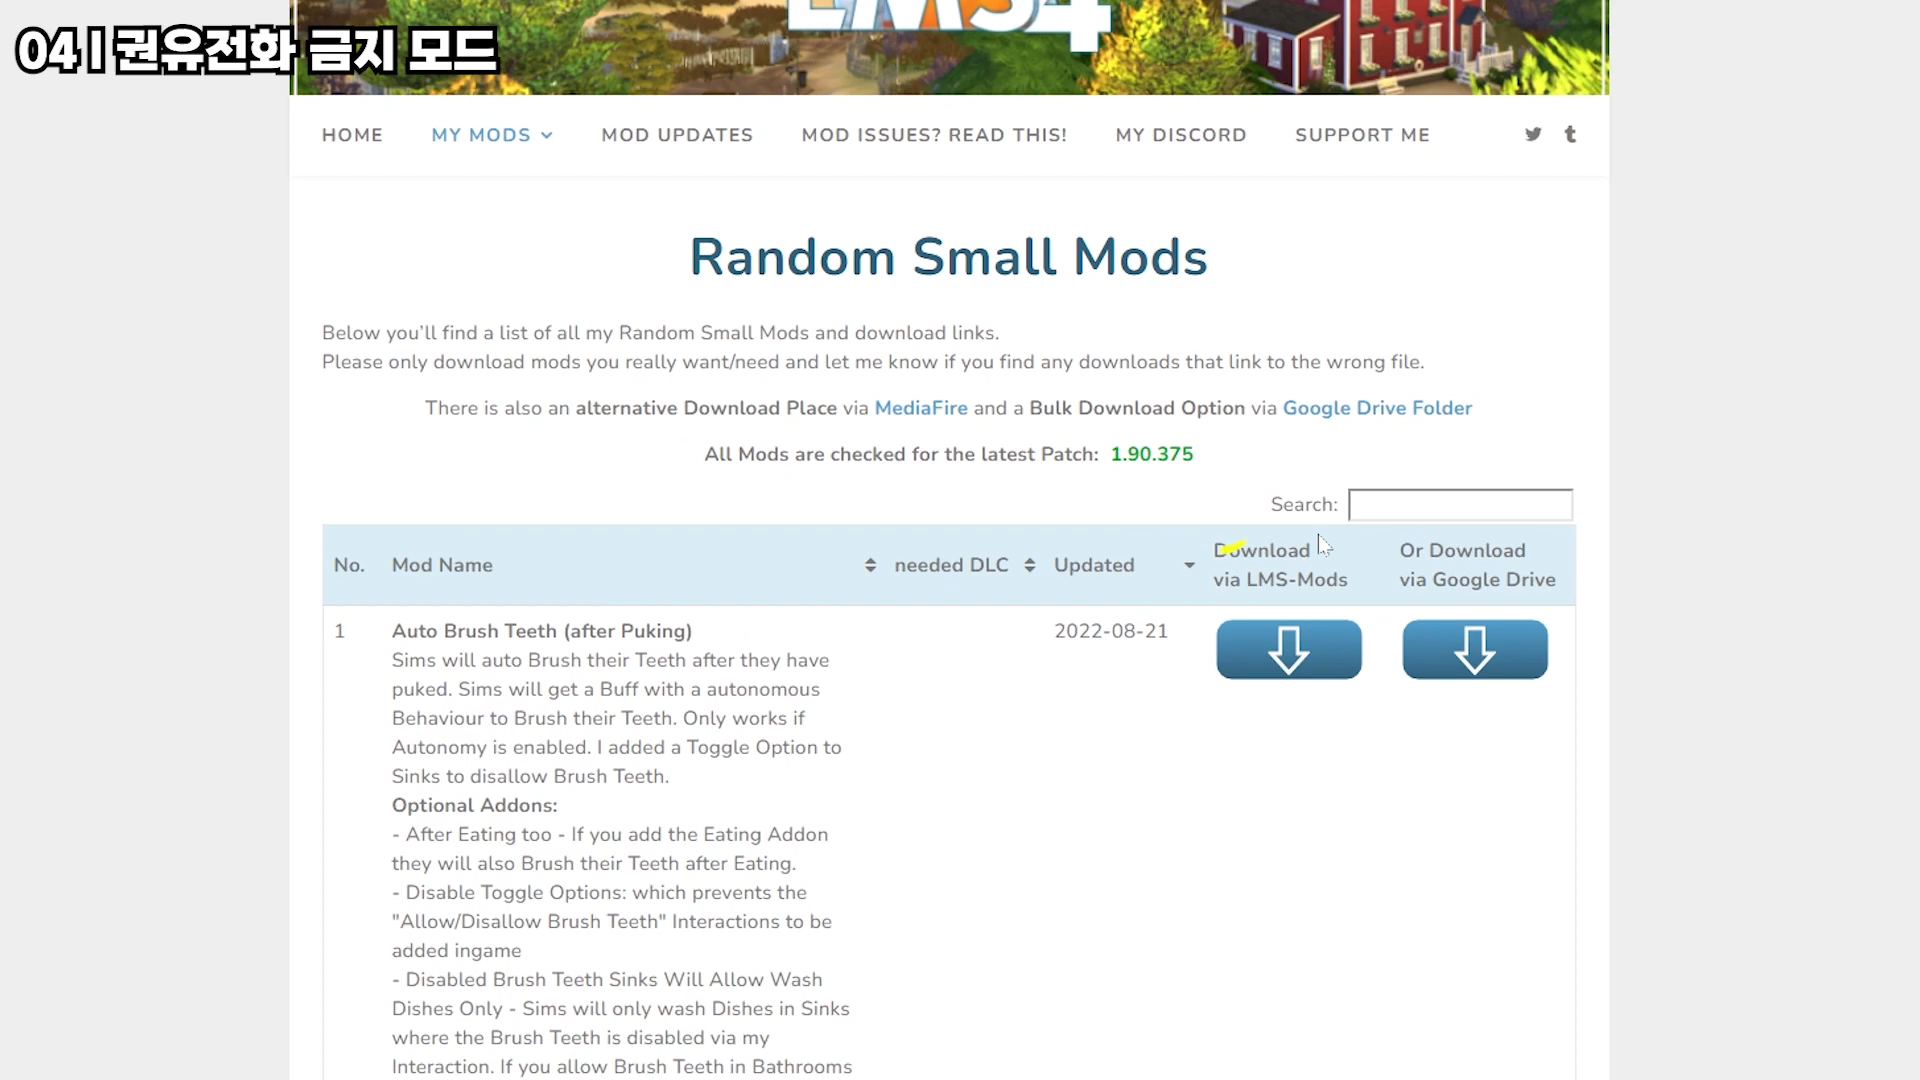 LMS4
04 | 권유전화 금지 모드
HOME
MY MODS
MOD UPDATES
MOD ISSUES? READ THIS!
MY DISCORD
SUPPORT ME
Random Small Mods
Below you'll find a list of all my Random Small Mods and download links.
Please only download mods you really want/need and let me know if you find any downloads that link to the wrong file.
There is also an alternative Download Place via MediaFire and a Bulk Download Option via Google Drive Folder
All Mods are checked for the latest Patch: 1.90.375
Search:
No.
Mod Name
needed DLC
Updated
Download
via LMS-Mods
Or Download
via Google Drive
1
Auto Brush Teeth (after Puking)
2022-08-21
Sims will auto Brush their Teeth after they have
puked. Sims will get a Buff with a autonomous
Behaviour to Brush their Teeth. Only works if
Autonomy is enabled. I added a Toggle Option to
Sinks to disallow Brush Teeth.
Optional Addons:
- After Eating too - If you add the Eating Addon
they will also Brush their Teeth after Eating.
- Disable Toggle Options: which prevents the
"Allow/Disallow Brush Teeth" Interactions to be
added ingame
- Disabled Brush Teeth Sinks Will Allow Wash
Dishes Only - Sims will only wash Dishes in Sinks
where the Brush Teeth is disabled via my
Interaction. If you allow Brush Teeth in Bathrooms